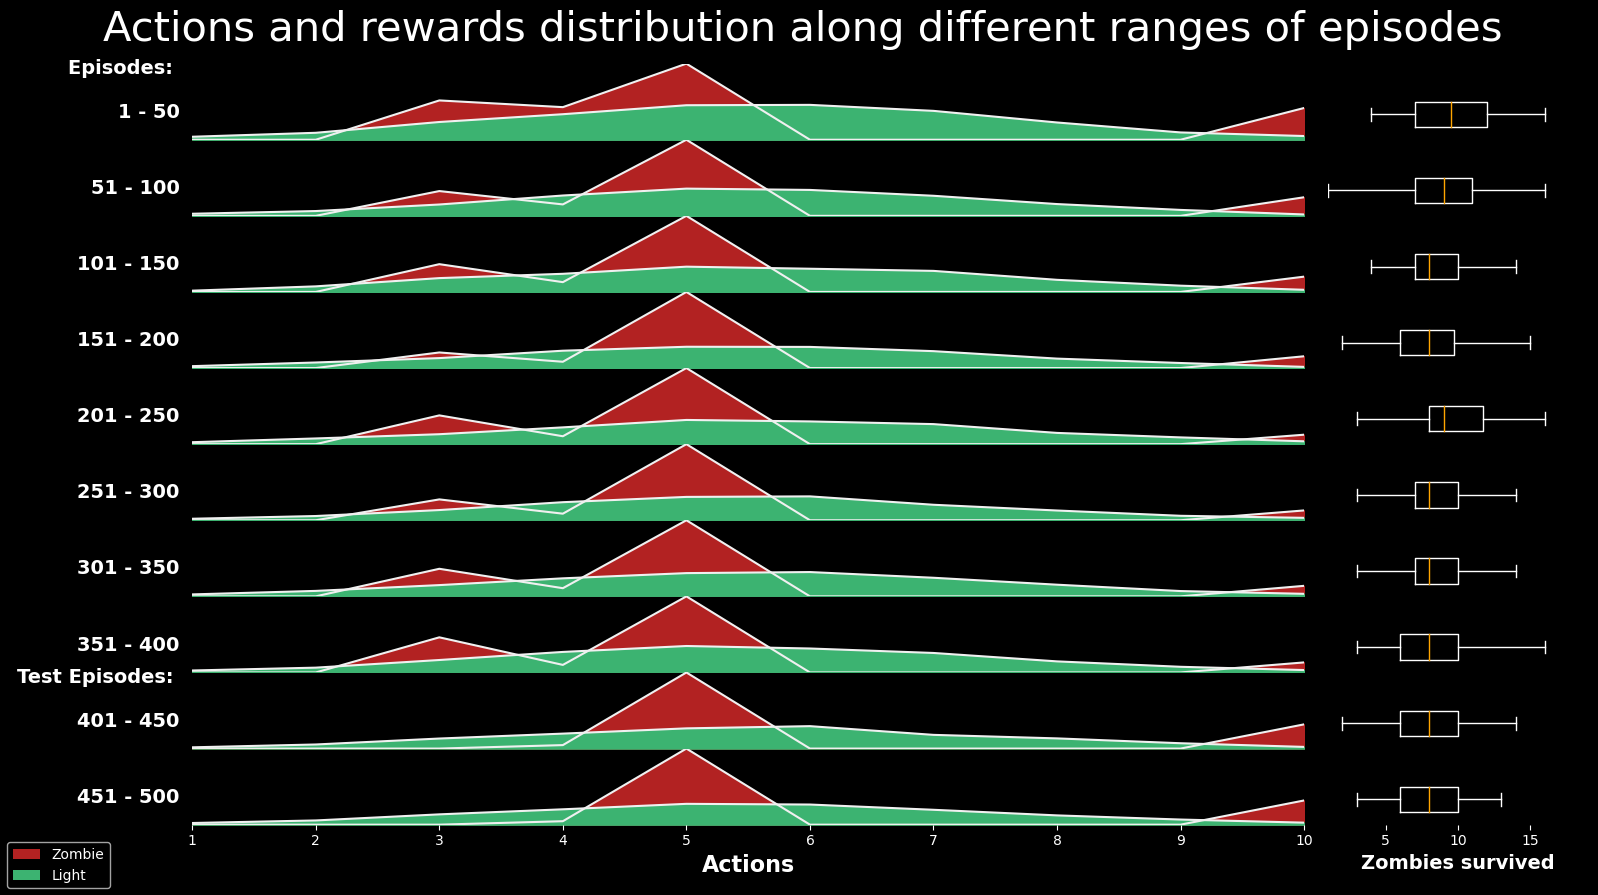 Actions and rewards distribution along different ranges of episodes
Episodes:
1 - 50
51 - 100
101 - 150
151 - 200
201 - 250
251 - 300
301 - 350
351 - 400
Test Episodes:
401 - 450
451 - 500
1 2 3 4 5 6 7 8 9 10
5 10 15
Actions
Zombies survived
Zombie
Light